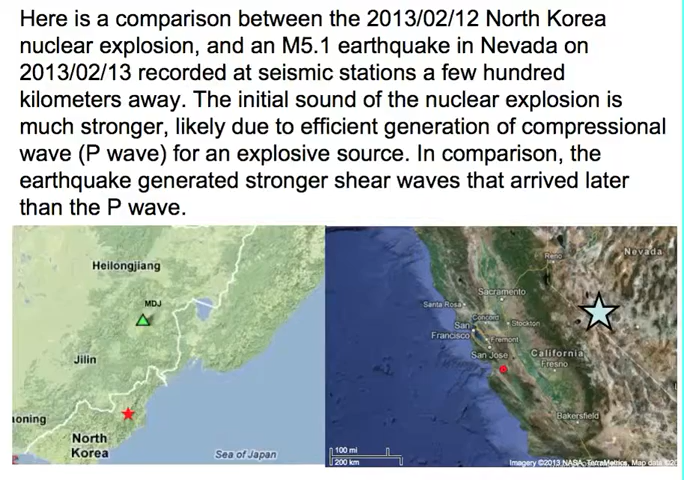 Here is a comparison between the 2013/02/12 North Korea
nuclear explosion, and an M5.1 earthquake in Nevada on
2013/02/13 recorded at seismic stations a few hundred
kilometers away. The initial sound of the nuclear explosion is
much stronger, likely due to efficient generation of compressional
wave (P wave) for an explosive source. In comparison, the
earthquake generated stronger shear waves that arrived later
than the P wave.
Heilongjiang
MDJ
Jilin
aoning
North
Korea
Sea of Japan
Nevada
Reno
Sacramento
Santa Rosa
Concord
San
Francisco
Stockton
Fremont
San Jose
California
Fresno
Bakersfield
100 mi
200 km
Imagery ©2013 NASA, TerraMetrics, Map data ©20